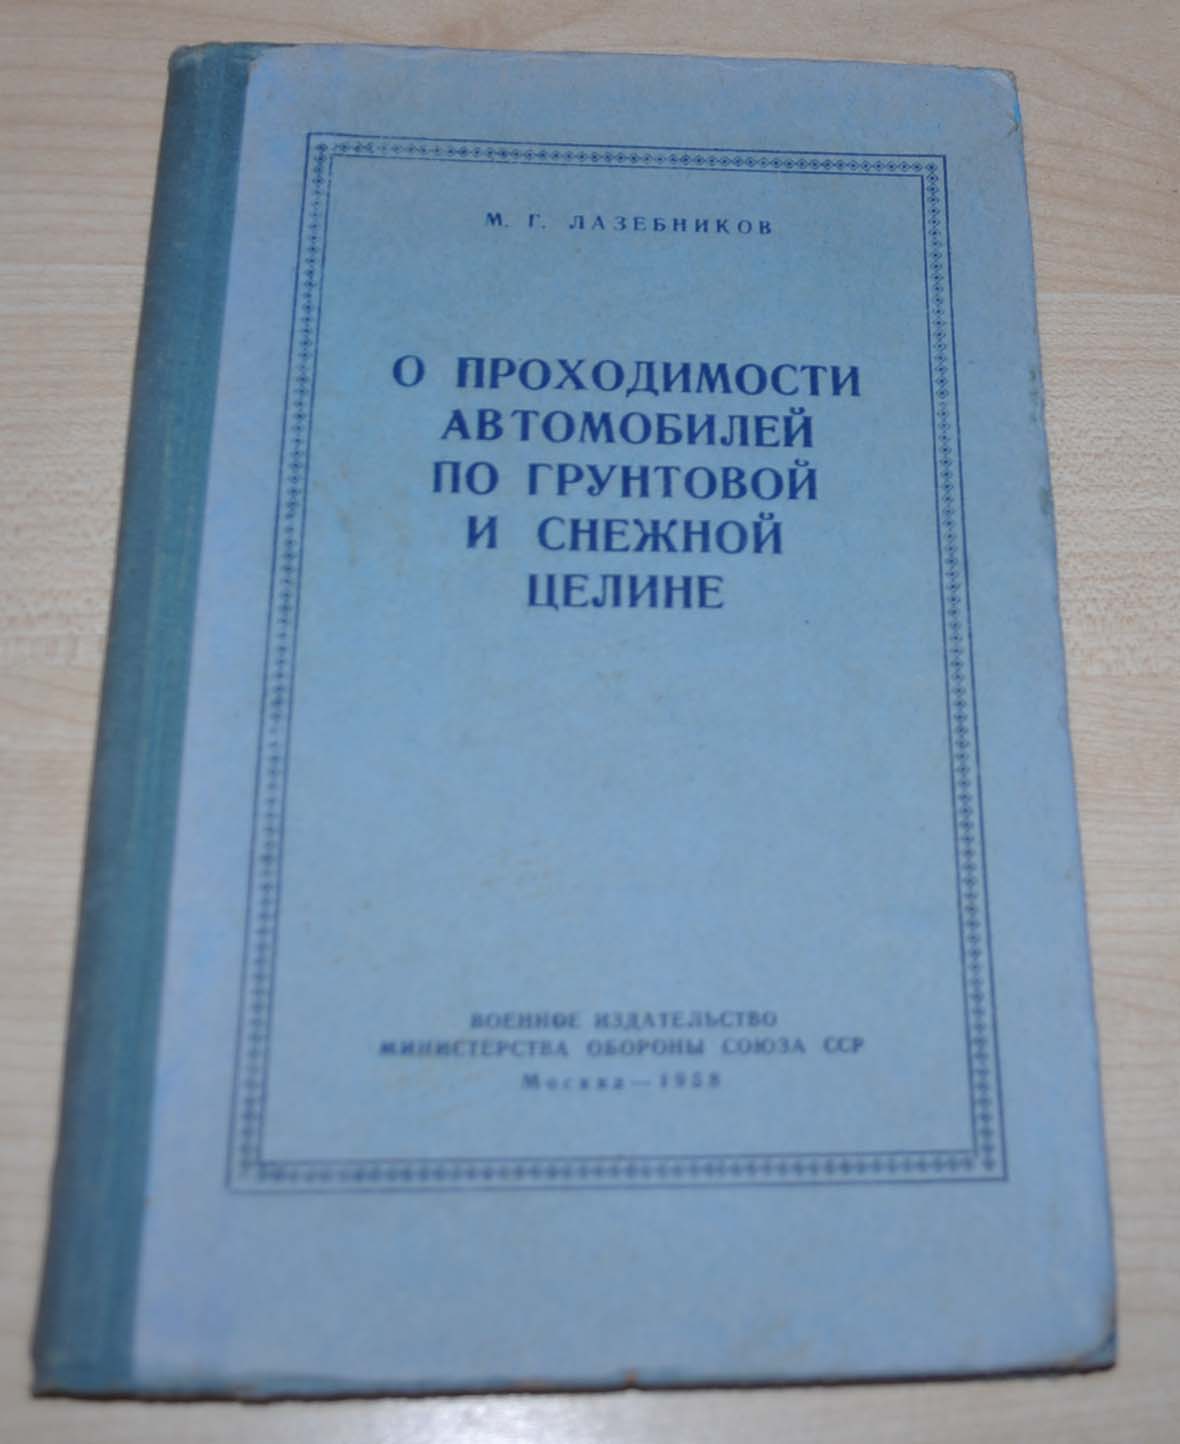 М. Г. ЛАЗЕБНИКОВ
О ПРОХОДИМОСТИ
АВТОМОБИЛЕЙ
ПО ГРУНТОВОЙ
И СНЕЖНОЙ
ЦЕЛИНЕ
ВОЕННОЕ ИЗДАТЕЛЬСТВО
МИНИСТЕРСТВА ОБОРОНЫ СОЮЗА ССР
Москва — 1958